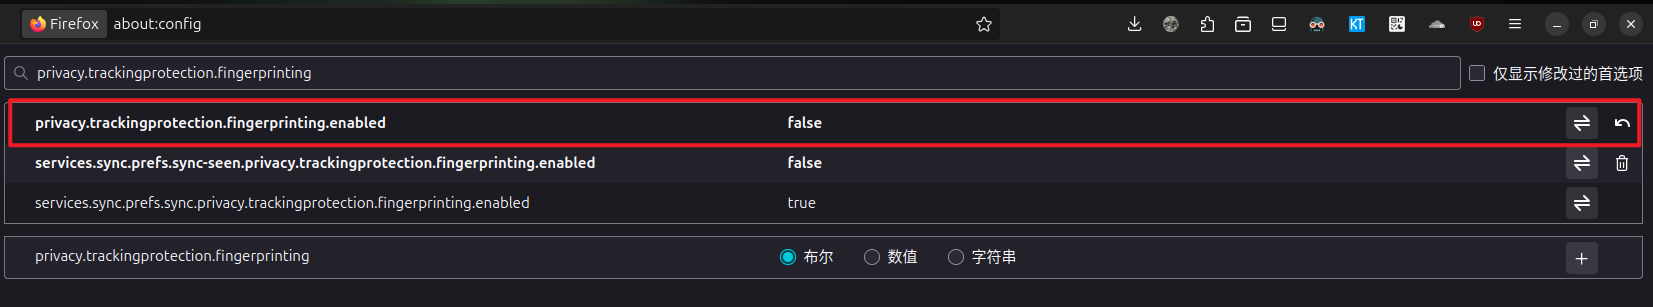 Firefox about:config
KT
UD
privacy.trackingprotection.fingerprinting
仅显示修改过的首选项
privacy.trackingprotection.fingerprinting.enabled false
services.sync.prefs.sync-seen.privacy.trackingprotection.fingerprinting.enabled false
services.sync.prefs.sync.privacy.trackingprotection.fingerprinting.enabled true
privacy.trackingprotection.fingerprinting 布尔 数值 字符串